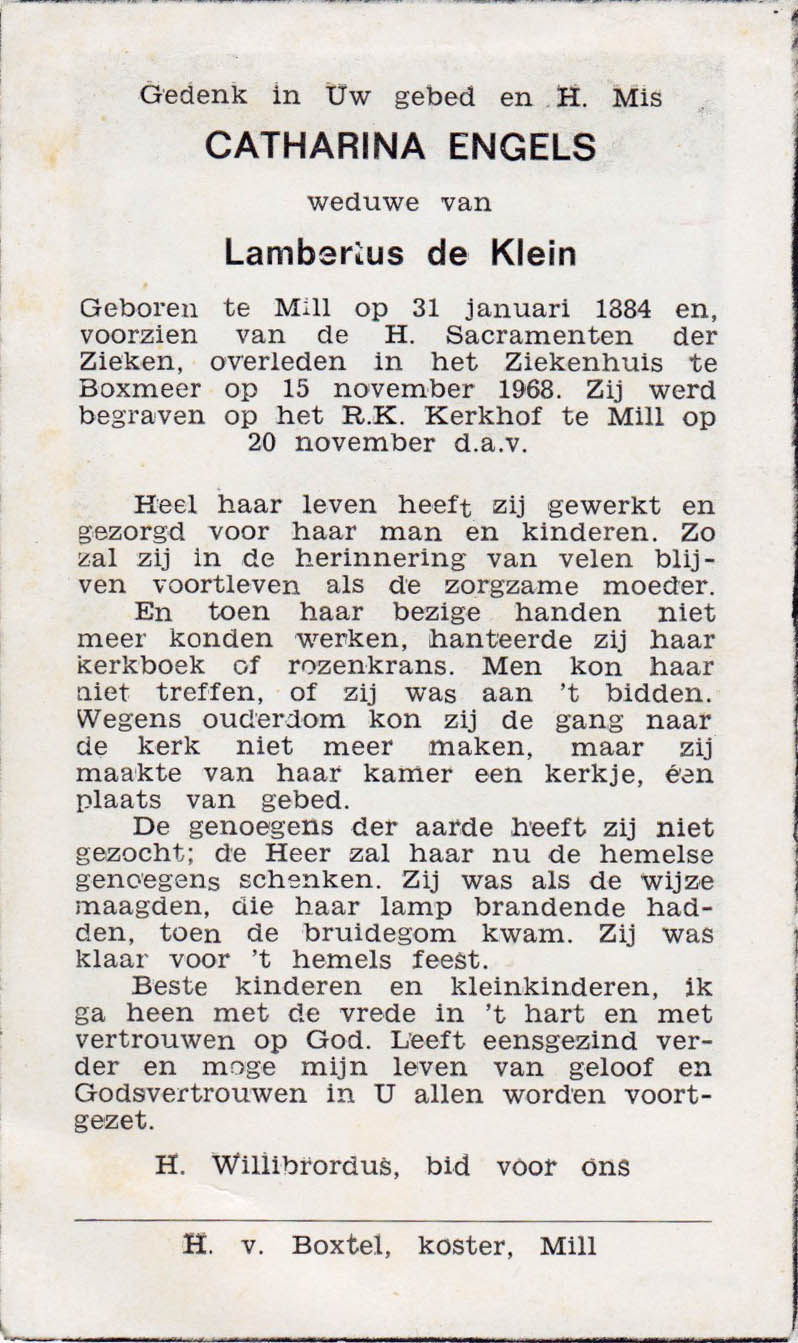 Gedenk in Uw gebed en H. Mis
CATHARINA ENGELS
weduwe van
Lambertus de Klein
Geboren te Mill op 31 januari 1884 en,
voorzien van de H. Sacramenten der
Zieken, overleden in het Ziekenhuis te
Boxmeer op 15 november 1968. Zij werd
begraven op het R.K. Kerkhof te Mill op
20 november d.a.v.
Heel haar leven heeft zij gewerkt en
gezorgd voor haar man en kinderen. Zo
zal zij in de herinnering van velen blij-
ven voortleven als de zorgzame moeder.
En toen haar bezige handen niet
meer konden werken, hanteerde zij haar
kerkboek of rozenkrans. Men kon haar
niet treffen, of zij was aan 't bidden.
Wegens ouderdom kon zij de gang naar
de kerk niet meer maken, maar zij
maakte van haar kamer een kerkje, één
plaats van gebed.
De genoegens der aarde heeft zij niet
gezocht; de Heer zal haar nu de hemelse
genoegens schenken. Zij was als de wijze
maagden, die haar lamp brandende had-
den, toen de bruidegom kwam. Zij was
klaar voor 't hemels feest.
Beste kinderen en kleinkinderen, ik
ga heen met de vrede in 't hart en met
vertrouwen op God. Leeft eensgezind ver-
der en moge mijn leven van geloof en
Godsvertrouwen in U allen worden voort-
gezet.
H. Willibrordus, bid voor ons
H. v. Boxtel, koster, Mill